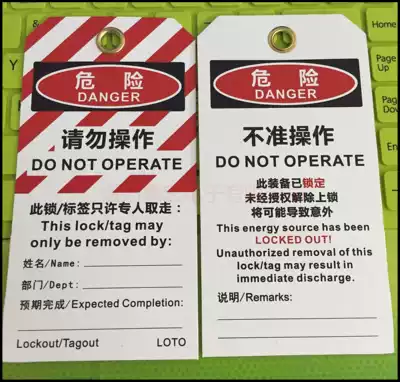 危 险
DANGER
请勿操作
DO NOT OPERATE
此锁/标签只许专人取走：
This lock/tag may
only be removed by:
姓名/Name:
部门/Dept:
预期完成/Expected Completion:
Lockout/Tagout LOTO
危 险
DANGER
不准操作
DO NOT OPERATE
此装备已锁定
未经授权解除上锁
将可能导致意外
This energy source has been
LOCKED OUT!
Unauthorized removal of this
lock/tag may result in
immediate discharge.
说明/Remarks:
Home
Page
Up
Page
Down
End